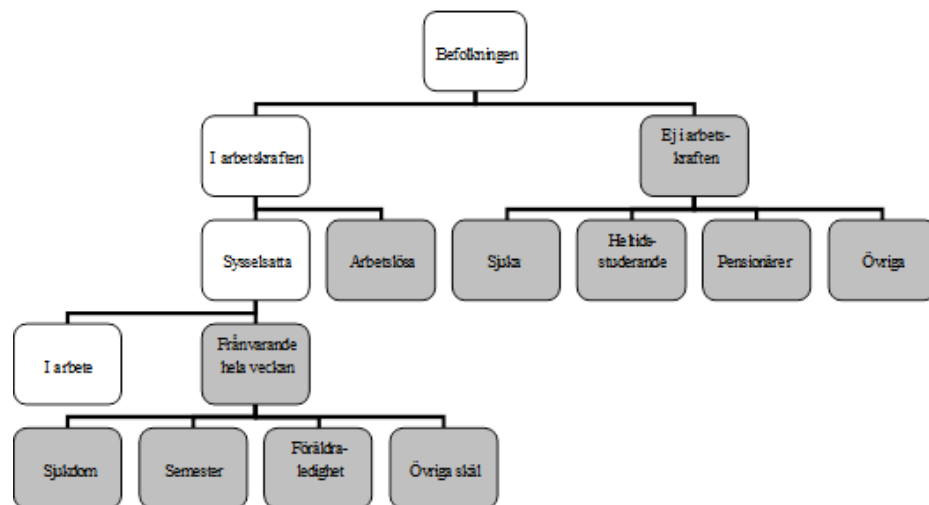 Befolkningen
I arbetskraften
Ej i arbets-
kraften
Sysselsatta
Arbetslösa
Sjuka
Heltids-
studerande
Pensionärer
Övriga
I arbete
Frånvarande
hela veckan
Sjukdom
Semester
Föräldra-
ledighet
Övriga skäl